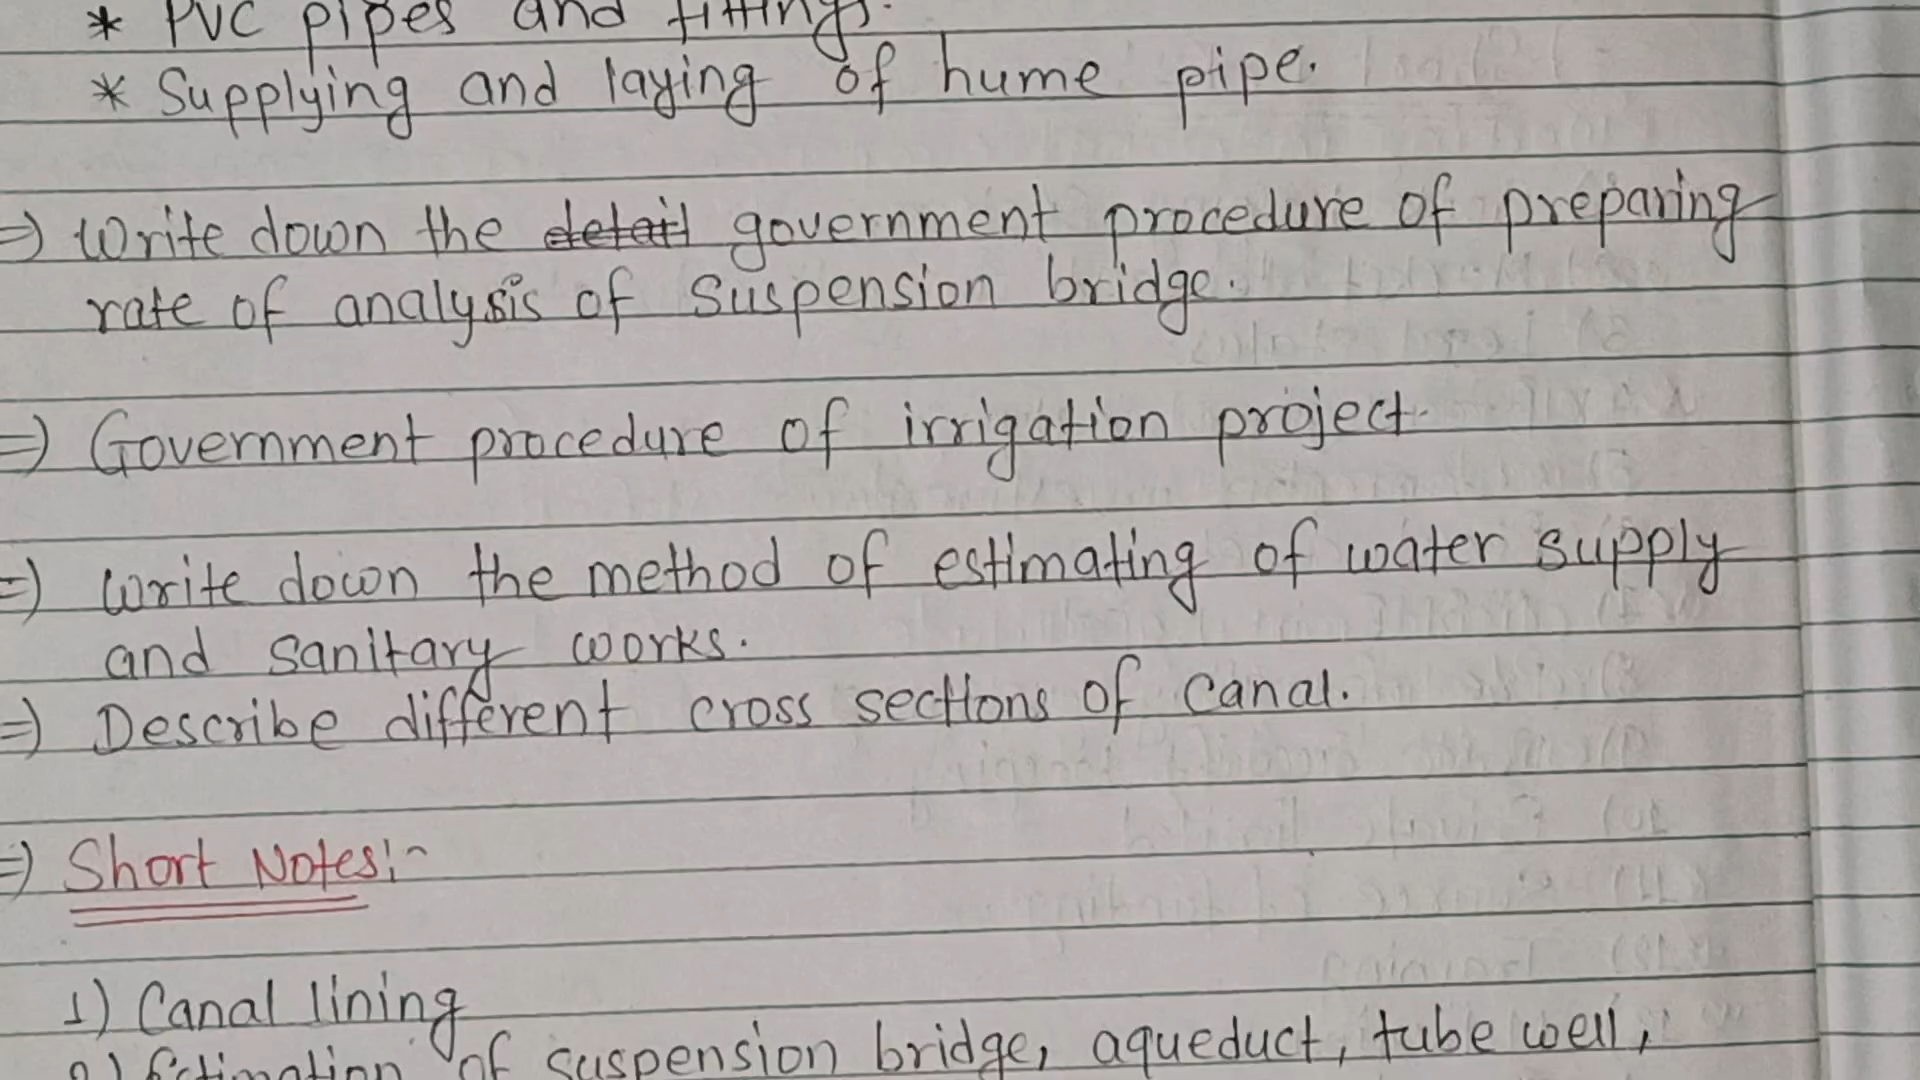 * PVC pipes and fittings.
* Supplying and laying of hume pipe.
=) Write down the detail government procedure of preparing
rate of analysis of suspension bridge.
=) Government procedure of irrigation project.
=) Write down the method of estimating of water supply
and sanitary works.
=) Describe different cross sections of canal.
=) Short Notes:-
1) Canal lining
2) Estimation of suspension bridge, aqueduct, tube well,